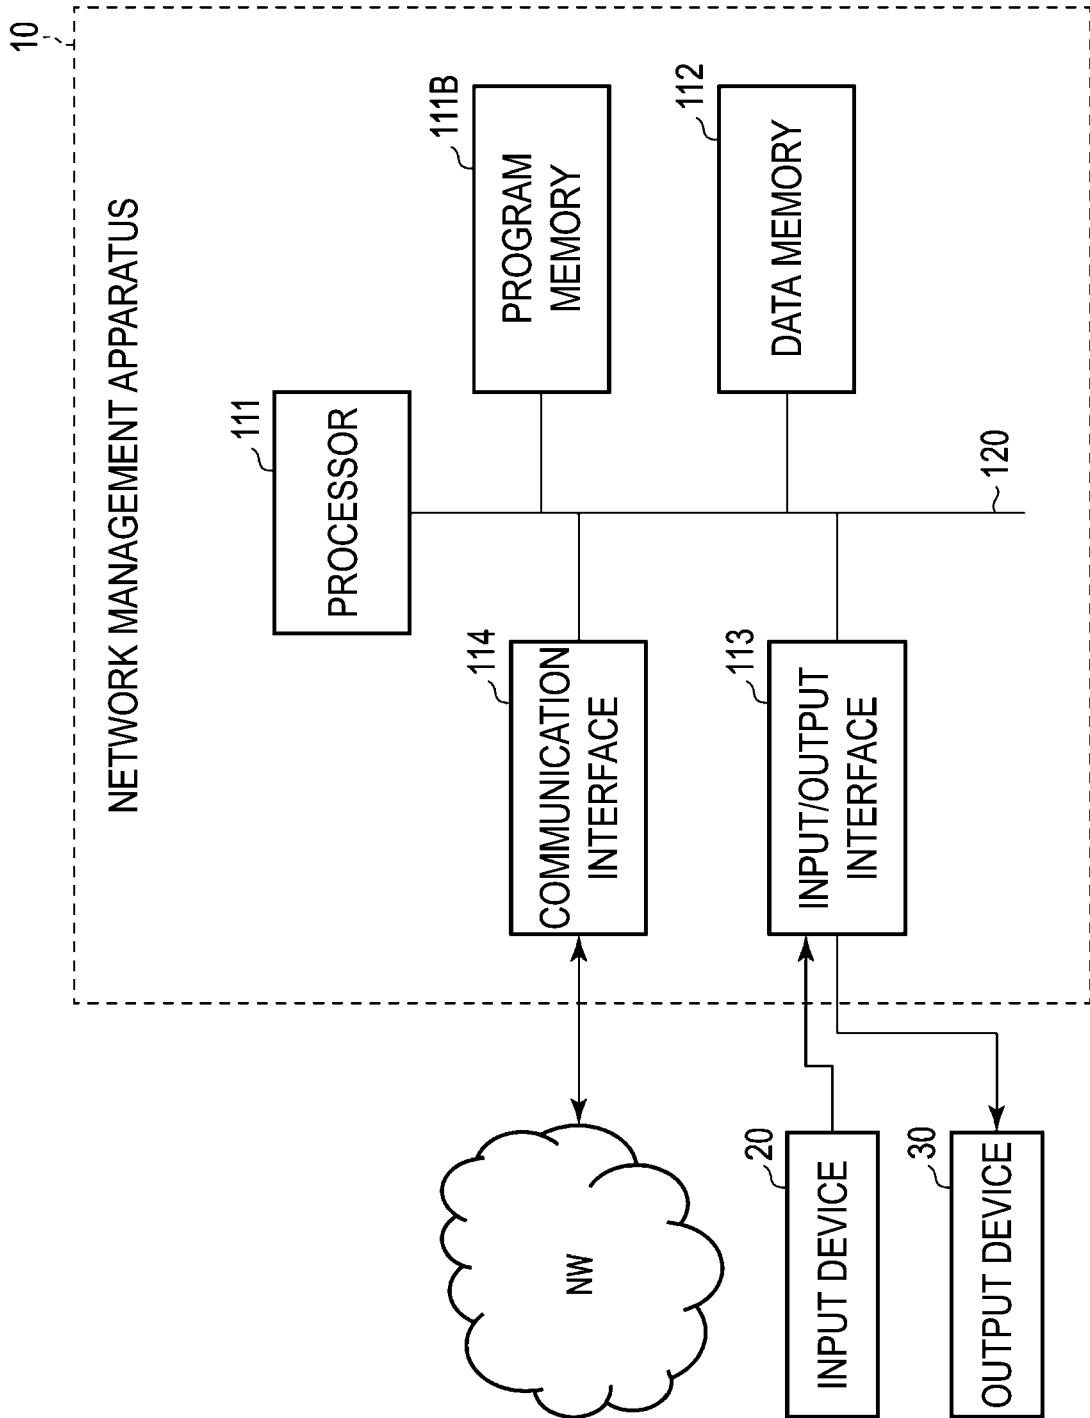 10
NETWORK MANAGEMENT APPARATUS
111
PROCESSOR
114
COMMUNICATION
INTERFACE
111B
PROGRAM
MEMORY
NW
113
INPUT/OUTPUT
INTERFACE
112
DATA MEMORY
20
INPUT DEVICE
30
OUTPUT DEVICE
120